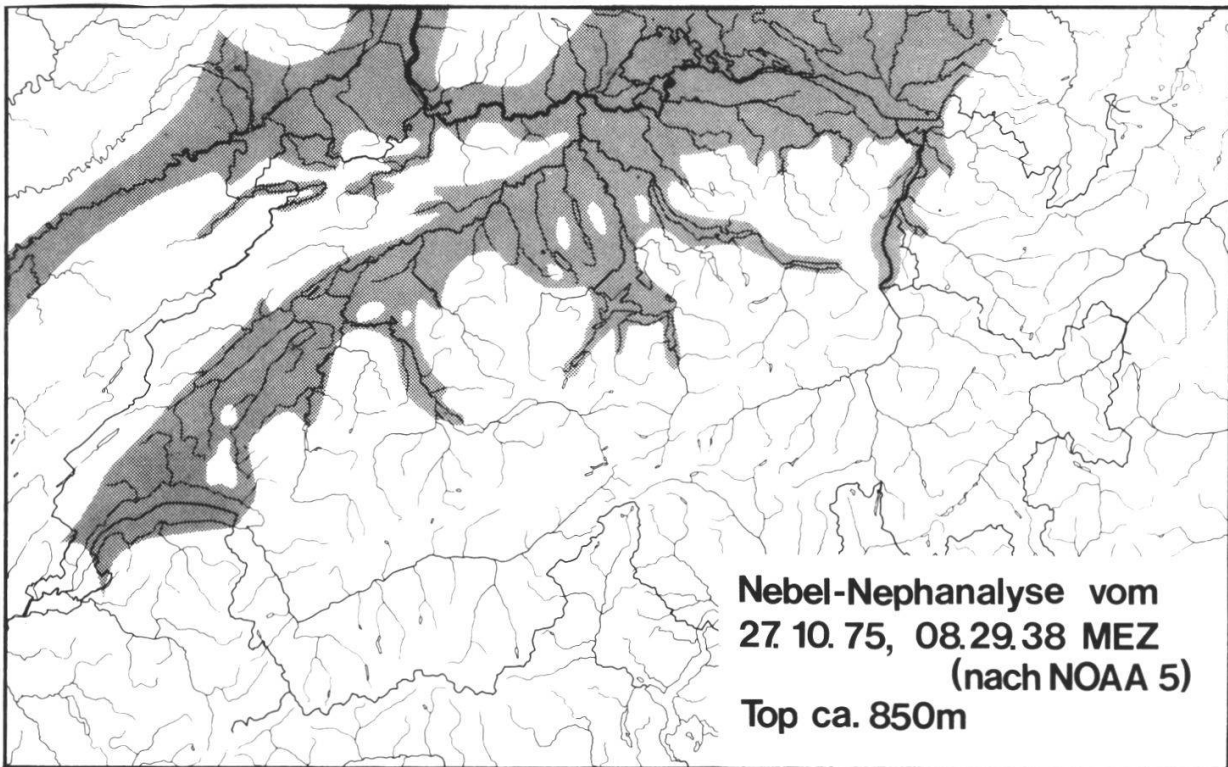 Nebel-Nephanalyse vom
27. 10. 75, 08.29.38 MEZ
(nach NOAA 5)
Top ca. 850m